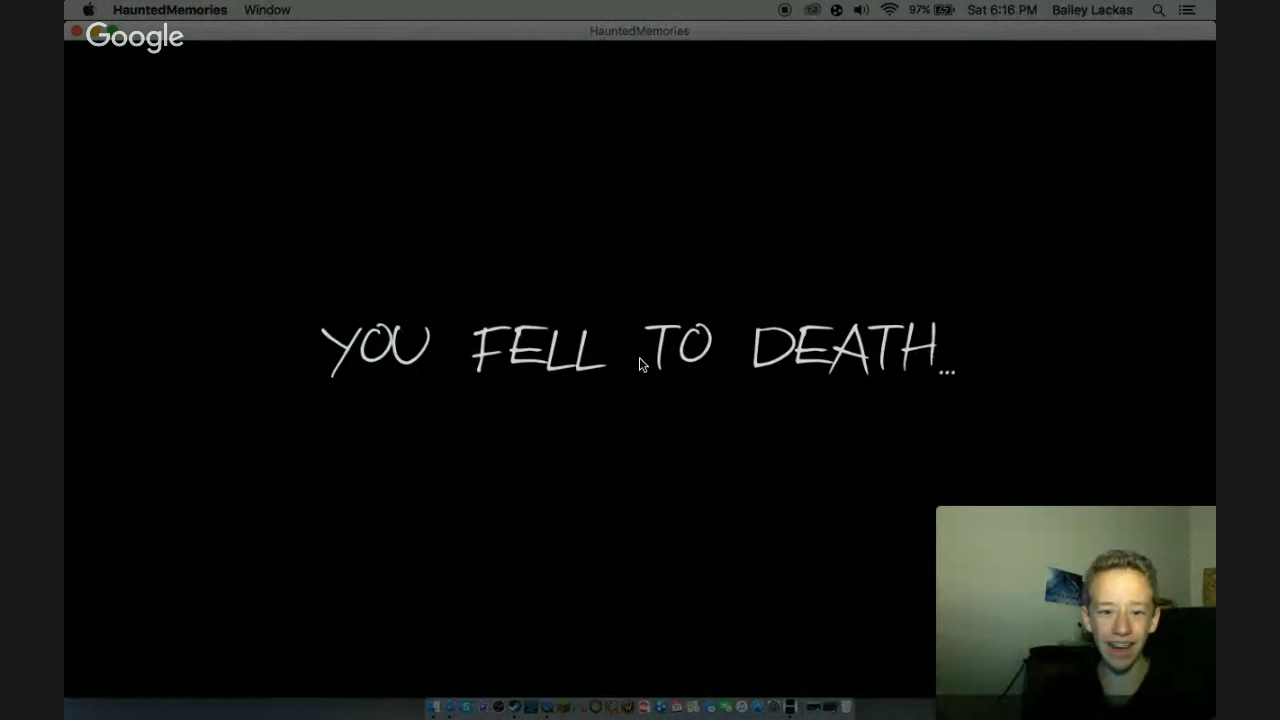 HauntedMemories Window 97% Sat 6:16 PM Bailey Lackas
Google
HauntedMemories
YOU FELL TO DEATH...